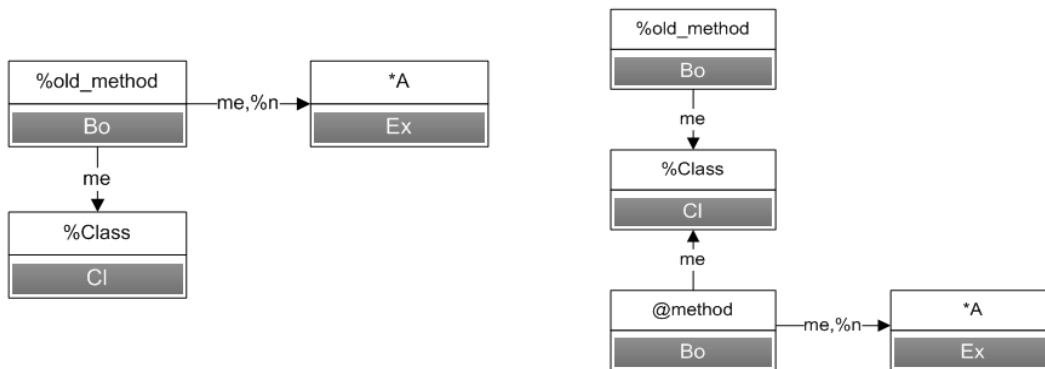 %old_method
Bo
me,%n
*A
Ex
me
%Class
Cl
%old_method
Bo
me
%Class
Cl
me
@method
Bo
me,%n
*A
Ex